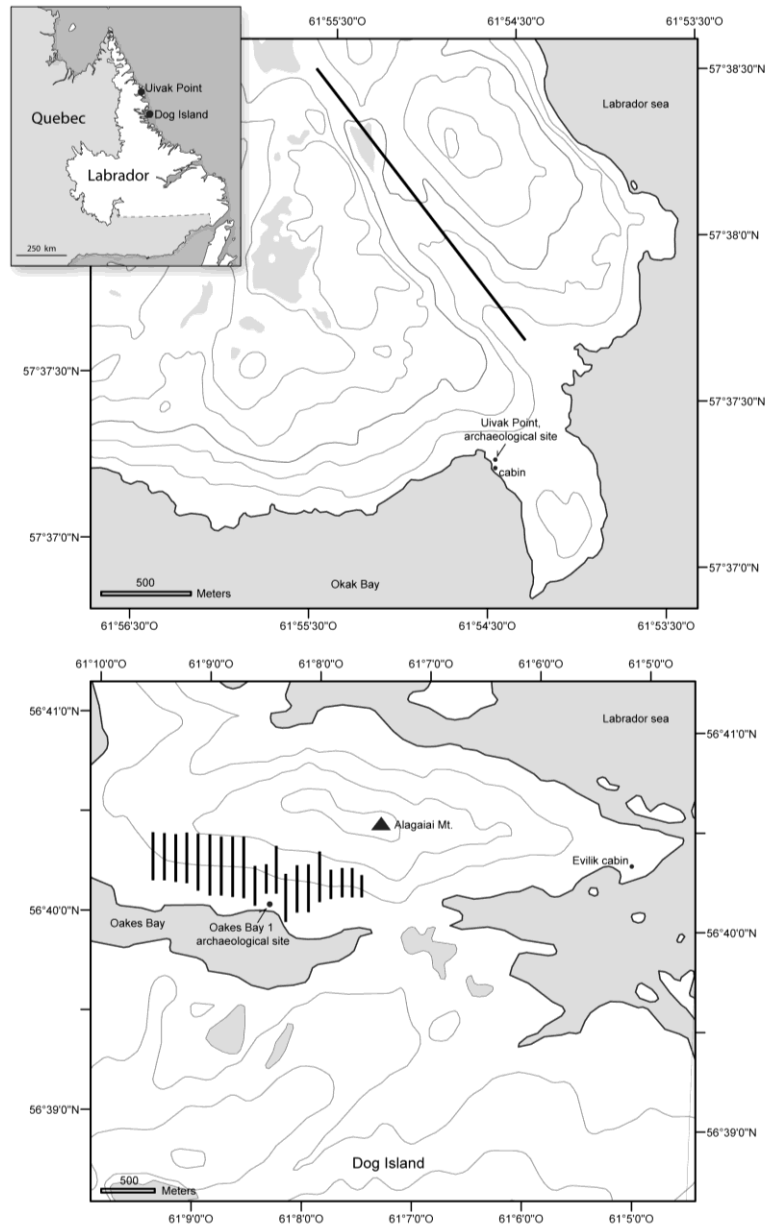 Uivak Point
Dog Island
Quebec
Labrador
250 km
61°55'30"O
61°54'30"O
61°53'30"O
57°38'30"N
57°38'0"N
57°37'30"N
57°37'0"N
Labrador sea
57°37'30"N
57°37'0"N
Uivak Point,
archaeological site
cabin
Okak Bay
500
Meters
61°56'30"O
61°55'30"O
61°54'30"O
61°53'30"O
61°10'0"O
61°9'0"O
61°8'0"O
61°7'0"O
61°6'0"O
61°5'0"O
56°41'0"N
56°40'0"N
56°39'0"N
Labrador sea
56°41'0"N
56°40'0"N
56°39'0"N
Alagaiai Mt.
Evilik cabin
Oakes Bay
Oakes Bay 1
archaeological site
Dog Island
500
Meters
61°9'0"O
61°8'0"O
61°7'0"O
61°6'0"O
61°5'0"O